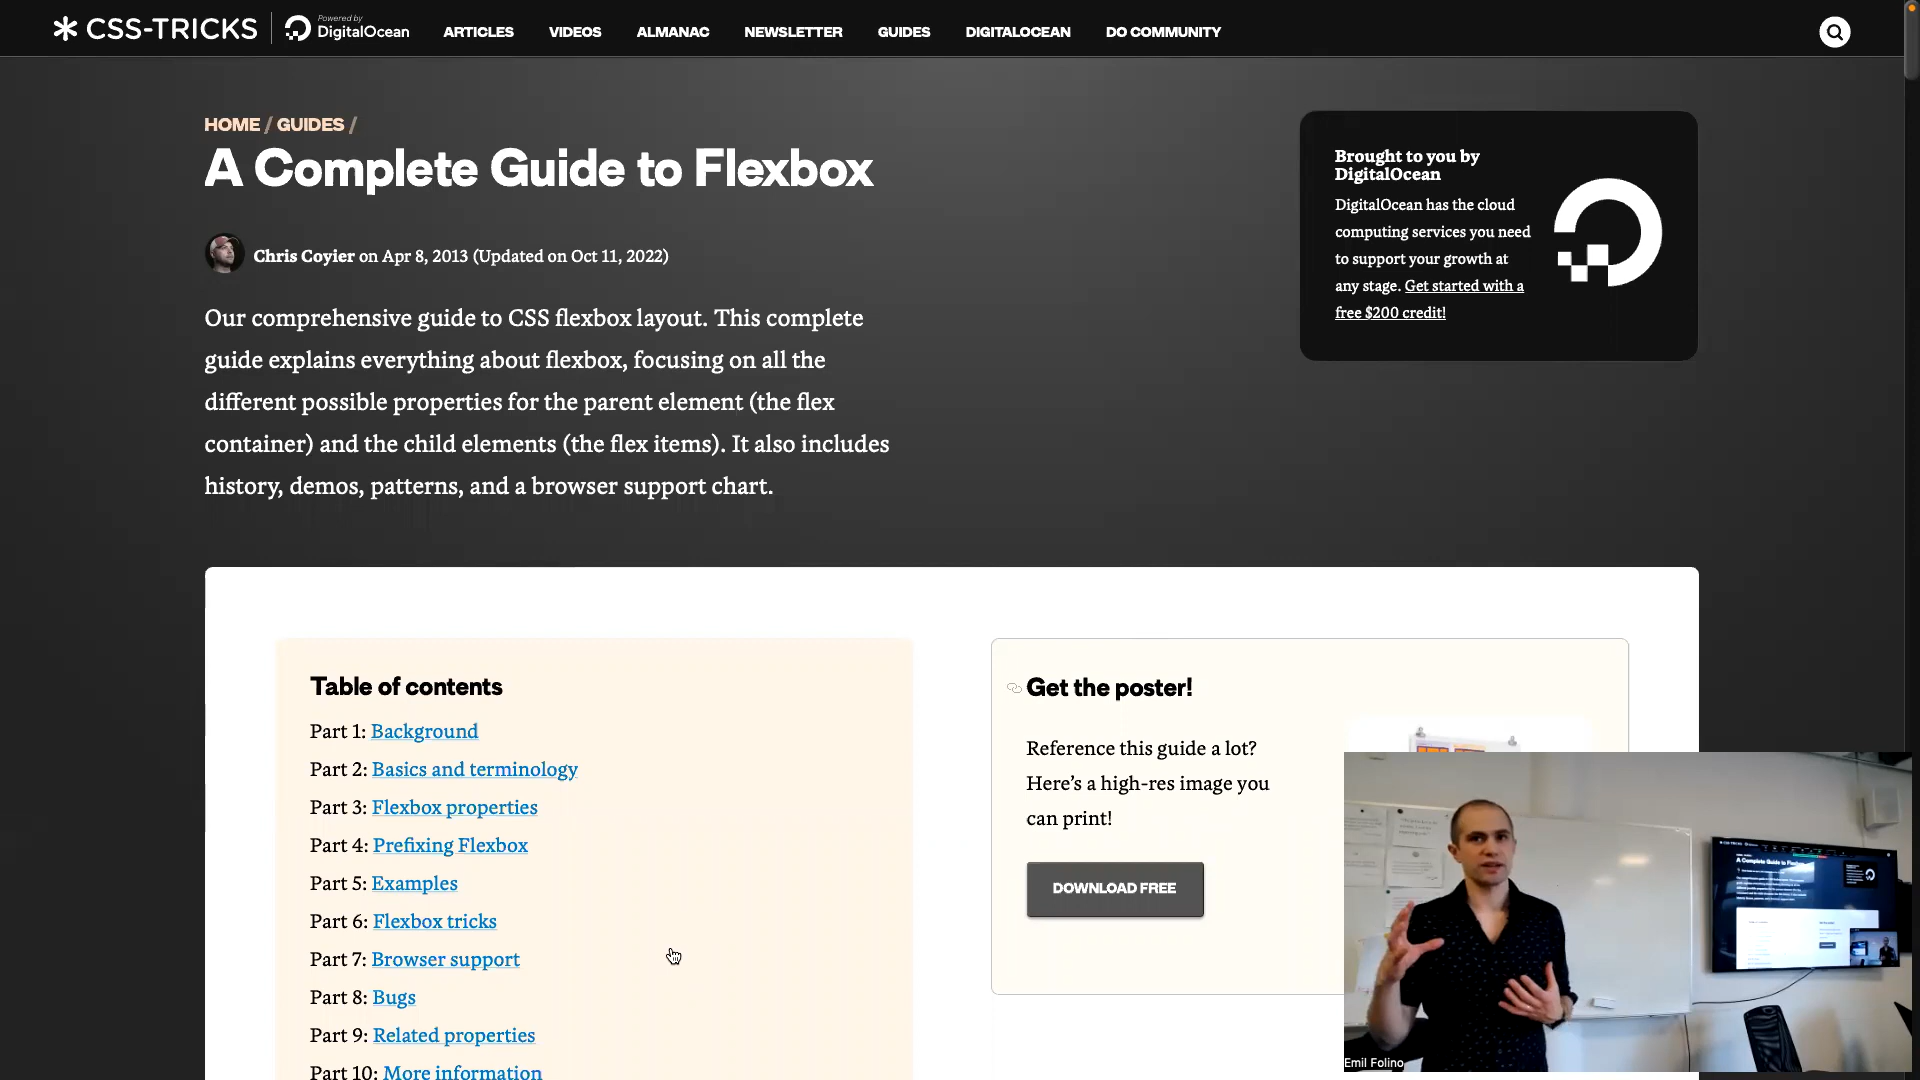 CSS-TRICKS
Powered by
DigitalOcean
ARTICLES
VIDEOS
ALMANAC
NEWSLETTER
GUIDES
DIGITALOCEAN
DO COMMUNITY
HOME / GUIDES /
A Complete Guide to Flexbox
Chris Coyier on Apr 8, 2013 (Updated on Oct 11, 2022)
Our comprehensive guide to CSS flexbox layout. This complete
guide explains everything about flexbox, focusing on all the
different possible properties for the parent element (the flex
container) and the child elements (the flex items). It also includes
history, demos, patterns, and a browser support chart.
Brought to you by
DigitalOcean
DigitalOcean has the cloud
computing services you need
to support your growth at
any stage. Get started with a
free $200 credit!
Table of contents
Part 1: Background
Part 2: Basics and terminology
Part 3: Flexbox properties
Part 4: Prefixing Flexbox
Part 5: Examples
Part 6: Flexbox tricks
Part 7: Browser support
Part 8: Bugs
Part 9: Related properties
Part 10: More information
Get the poster!
Reference this guide a lot?
Here's a high-res image you
can print!
DOWNLOAD FREE
A Complete Guide to Flexbox
Emil Folino